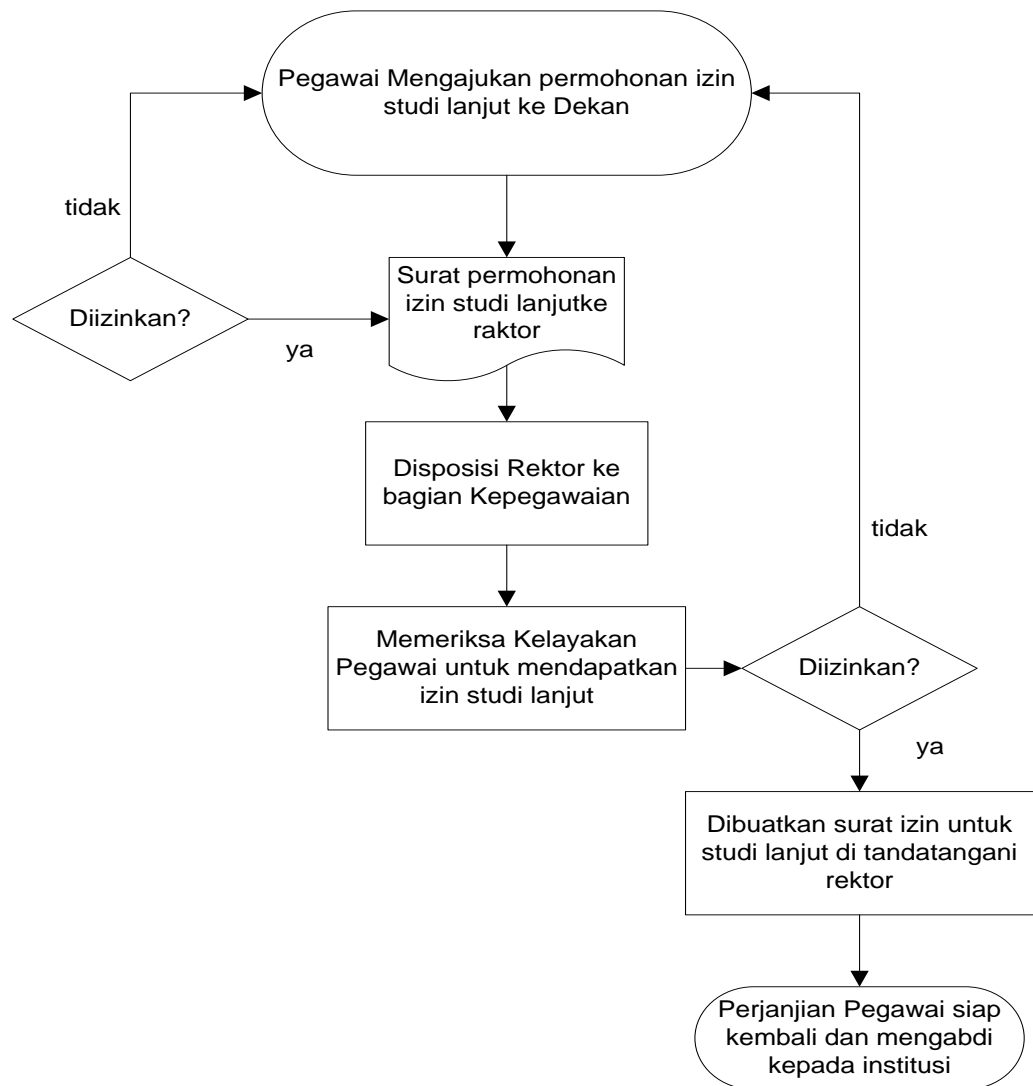 Pegawai Mengajukan permohonan izin
studi lanjut ke Dekan
tidak
Diizinkan?
ya
Surat permohonan
izin studi lanjutke
raktor
Disposisi Rektor ke
bagian Kepegawaian
tidak
Memeriksa Kelayakan
Pegawai untuk mendapatkan
izin studi lanjut
Diizinkan?
ya
Dibuatkan surat izin untuk
studi lanjut di tandatangani
rektor
Perjanjian Pegawai siap
kembali dan mengabdi
kepada institusi